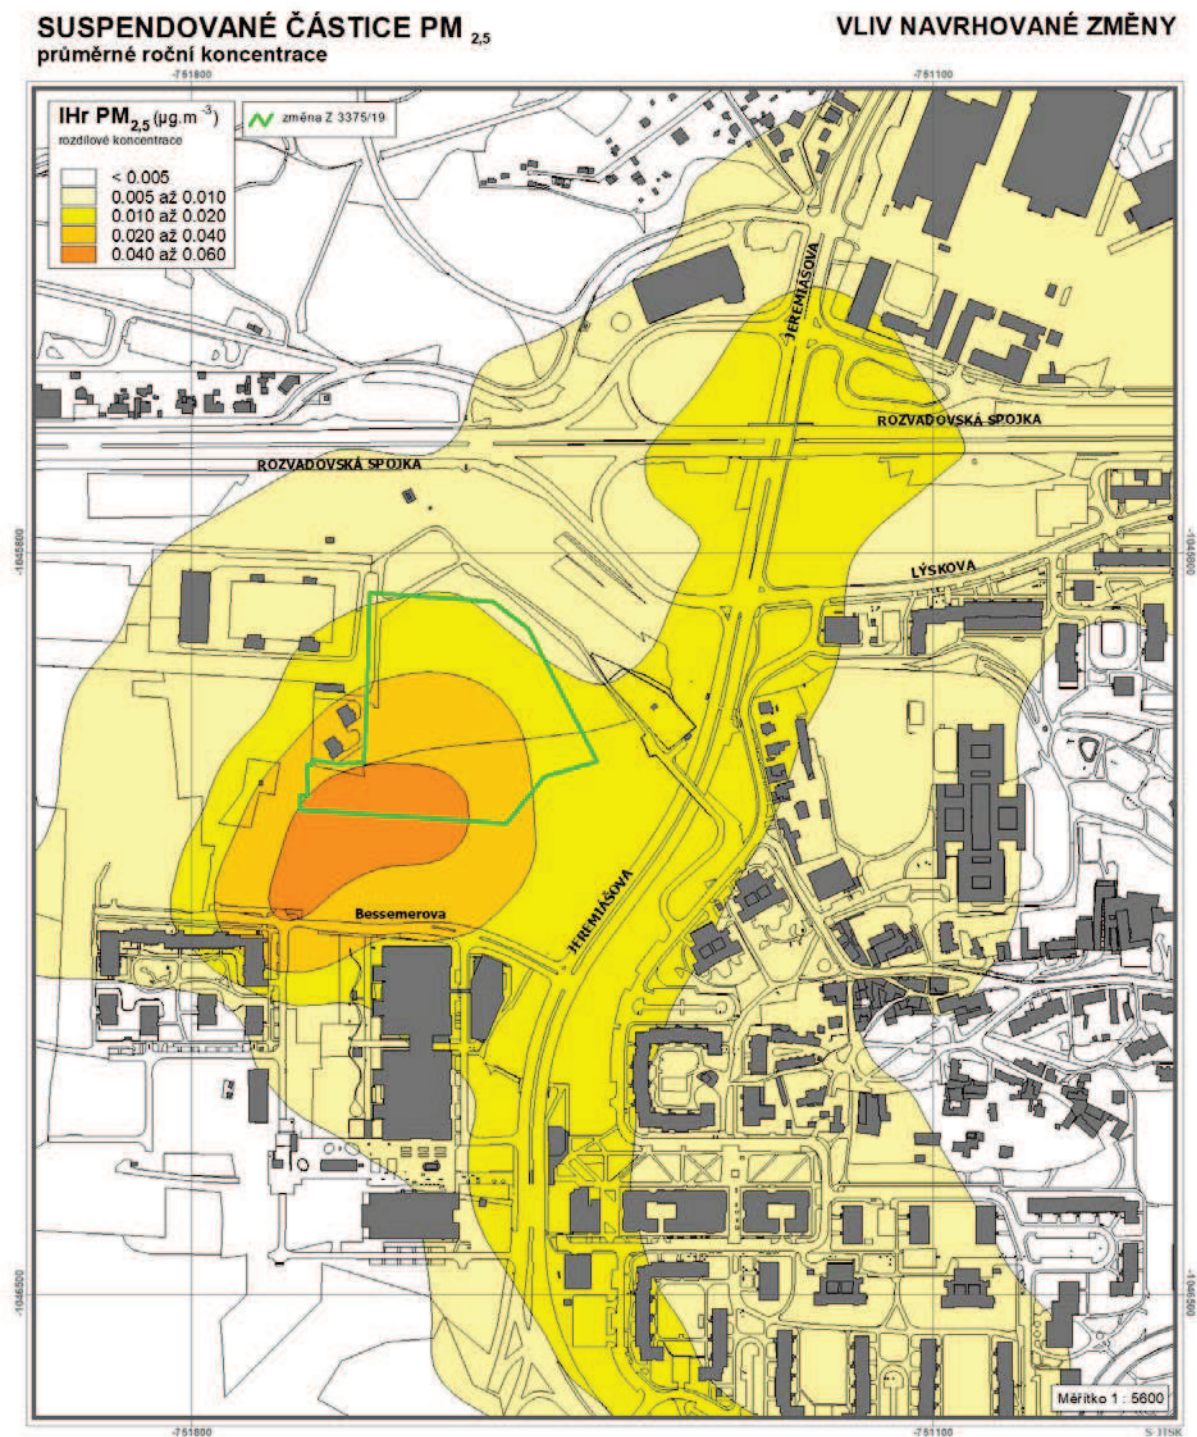 SUSPENDOVANÉ ČÁSTICE PM 2,5
VLIV NAVRHOVANÉ ZMĚNY
průměrné roční koncentrace
-751800
-751100
IHr PM2,5 (µg.m-3)
rozdílové koncentrace
< 0.005
0.005 až 0.010
0.010 až 0.020
0.020 až 0.040
0.040 až 0.060
změna Z 3375/19
JEREMIÁŠOVA
ROZVADOVSKÁ SPOJKA
ROZVADOVSKÁ SPOJKA
-1045800
-1045800
LÝSKOVA
Bessemerova
JEREMIÁŠOVA
-1046500
-1046500
Měřítko 1 : 5600
-751800
-751100
S-JTSK